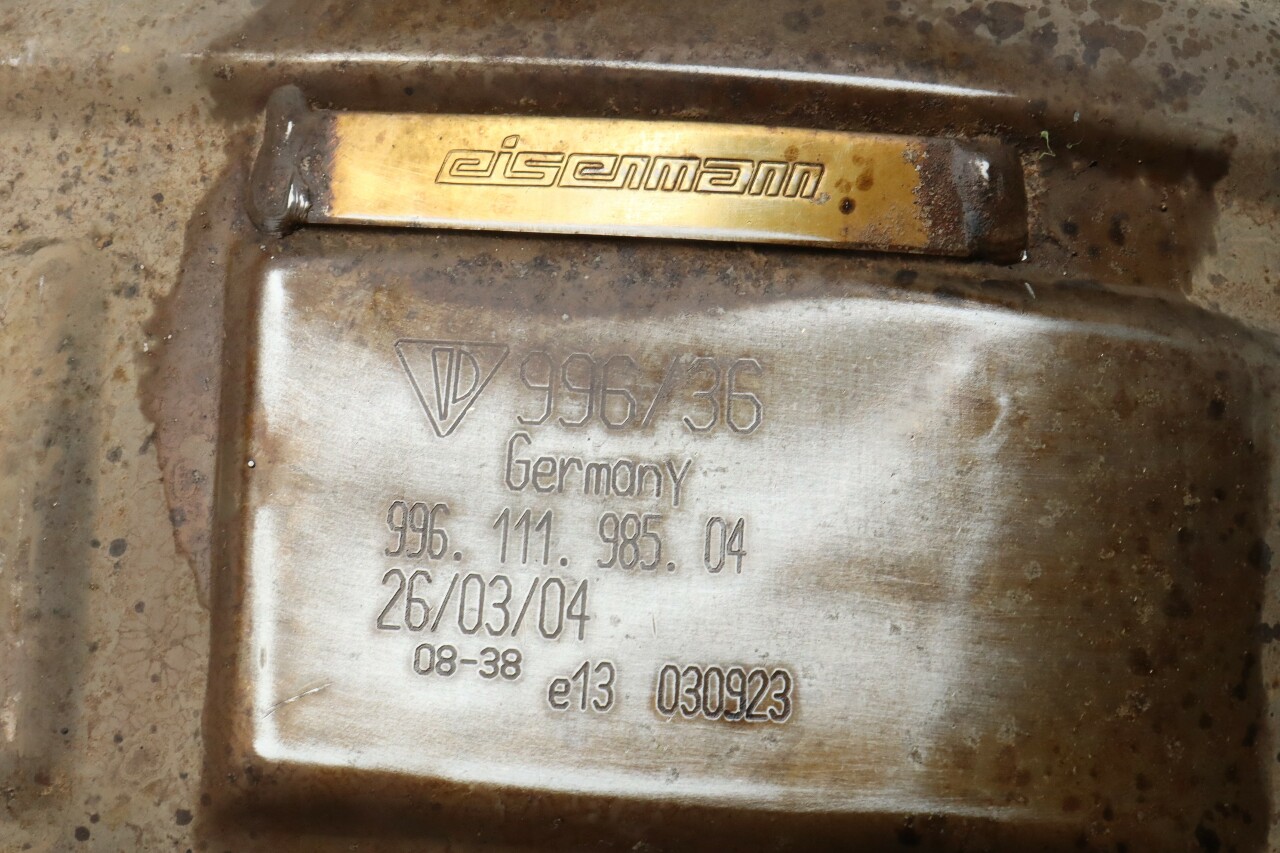 eisenmann
996/36
Germany
996. 111. 985. 04
26/03/04
08-38
e13 030923